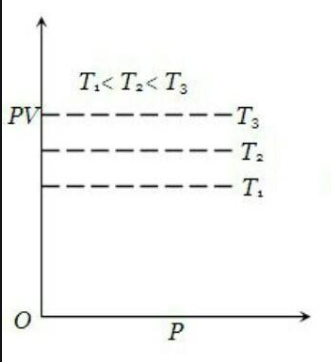 T₁< T₂< T₃
PV
T₃
T₂
T₁
O
P